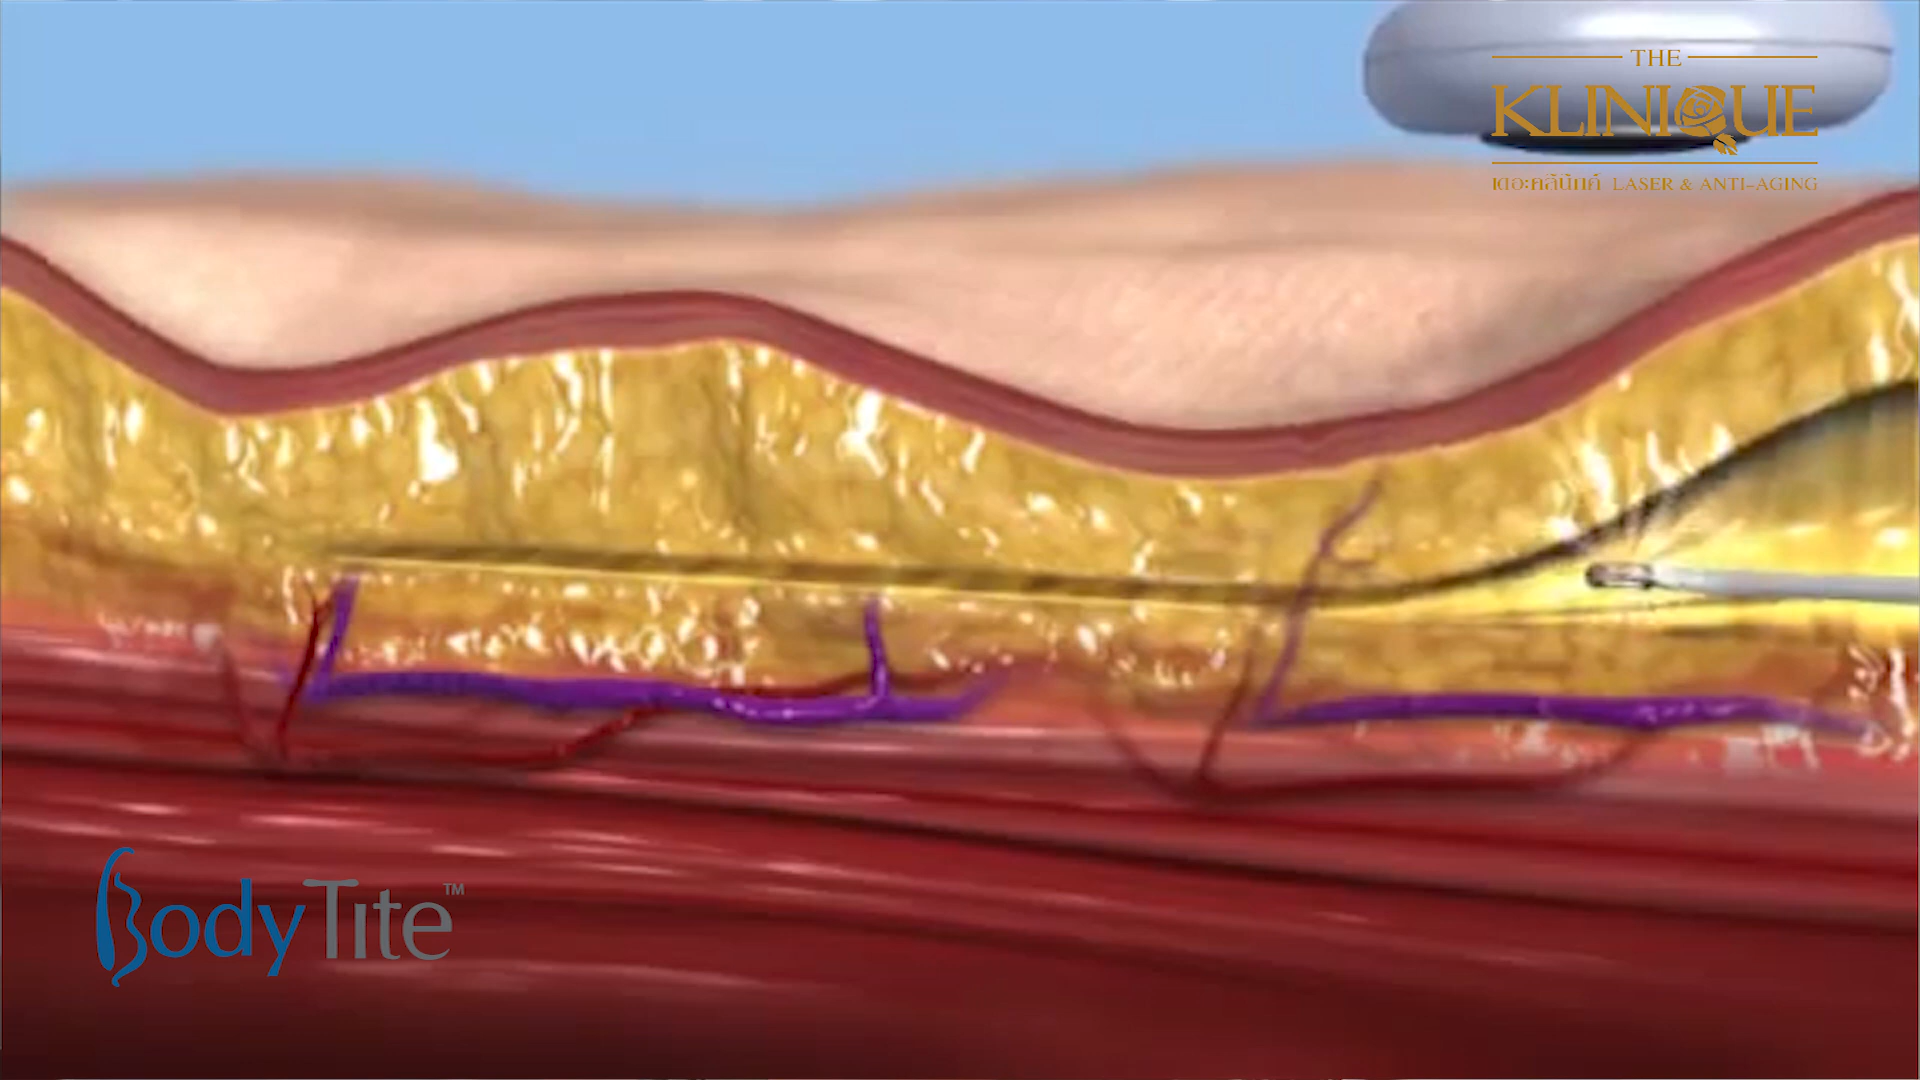 THE
KLINIQUE
เดอะคลีนิกค์ LASER & ANTI-AGING
BodyTite™